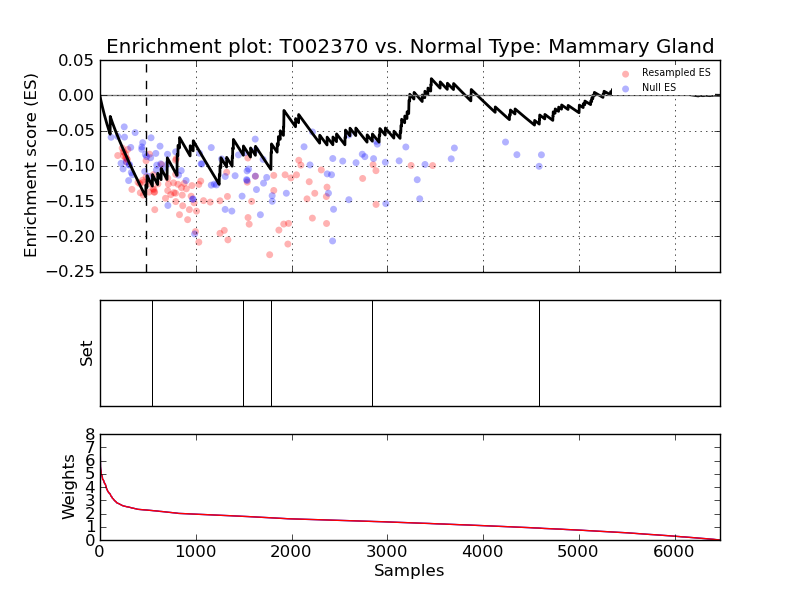 Enrichment plot: T002370 vs. Normal Type: Mammary Gland
Enrichment score (ES)
0.05
0.00
−0.05
−0.10
−0.15
−0.20
−0.25
Resampled ES
Null ES
Set
Weights
8
7
6
5
4
3
2
1
0
0 1000 2000 3000 4000 5000 6000
Samples